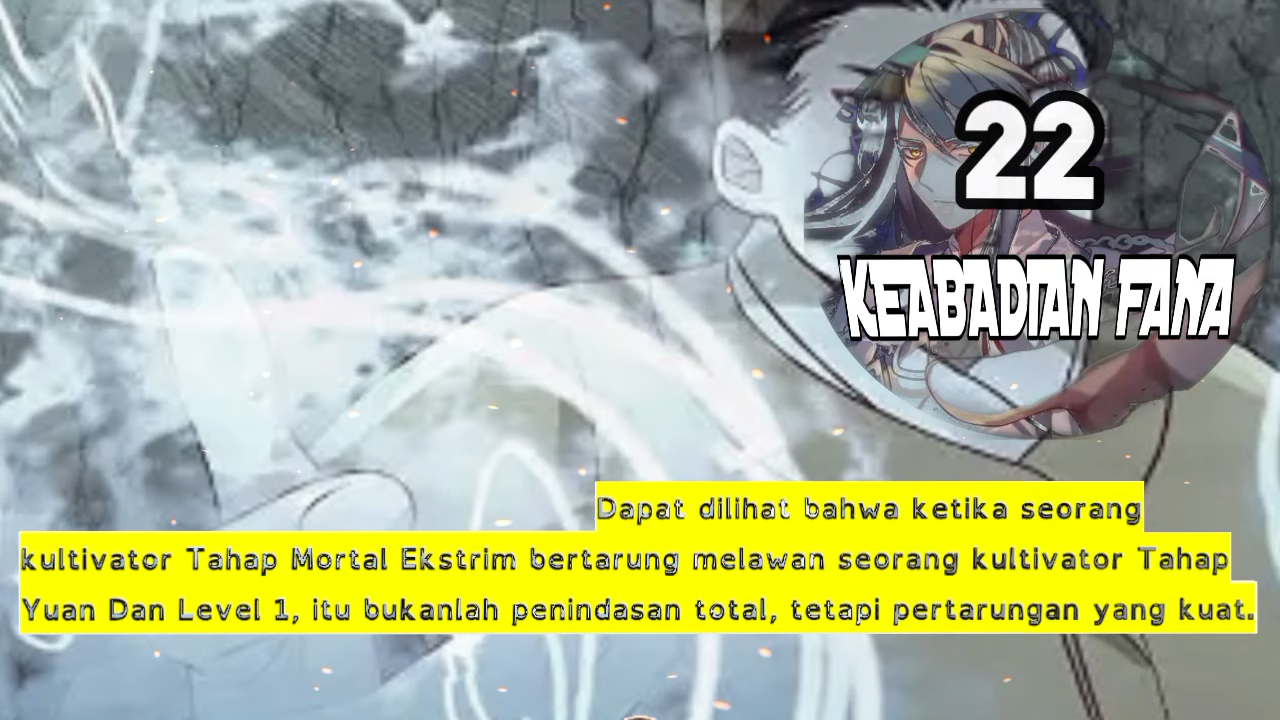 22
KEABADIAN FANA
Dapat dilihat bahwa ketika seorang
kultivator Tahap Mortal Ekstrim bertarung melawan seorang kultivator Tahap
Yuan Dan Level 1, itu bukanlah penindasan total, tetapi pertarungan yang kuat.